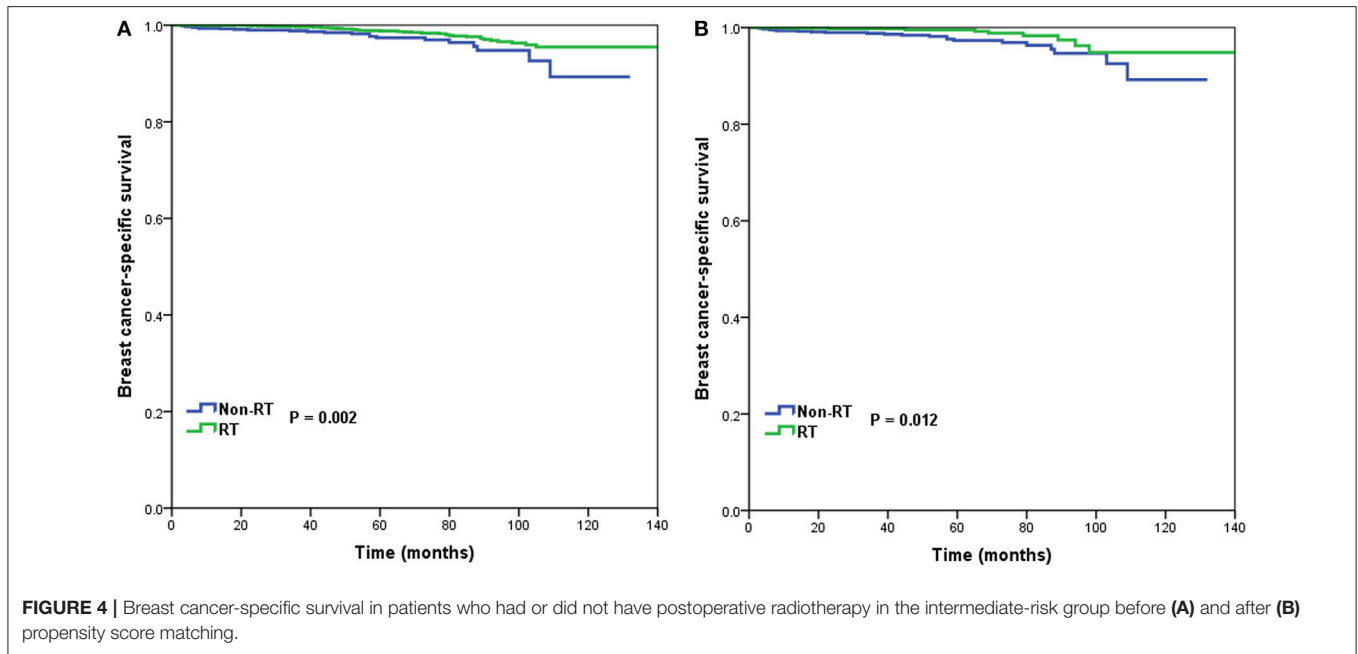 A
Breast cancer-specific survival
1.0
0.8
0.6
0.4
0.2
0.0
Non-RT
RT
P = 0.002
0 20 40 60 80 100 120 140
Time (months)
B
Breast cancer-specific survival
1.0
0.8
0.6
0.4
0.2
0.0
Non-RT
RT
P = 0.012
0 20 40 60 80 100 120 140
Time (months)
FIGURE 4 | Breast cancer-specific survival in patients who had or did not have postoperative radiotherapy in the intermediate-risk group before (A) and after (B)
propensity score matching.